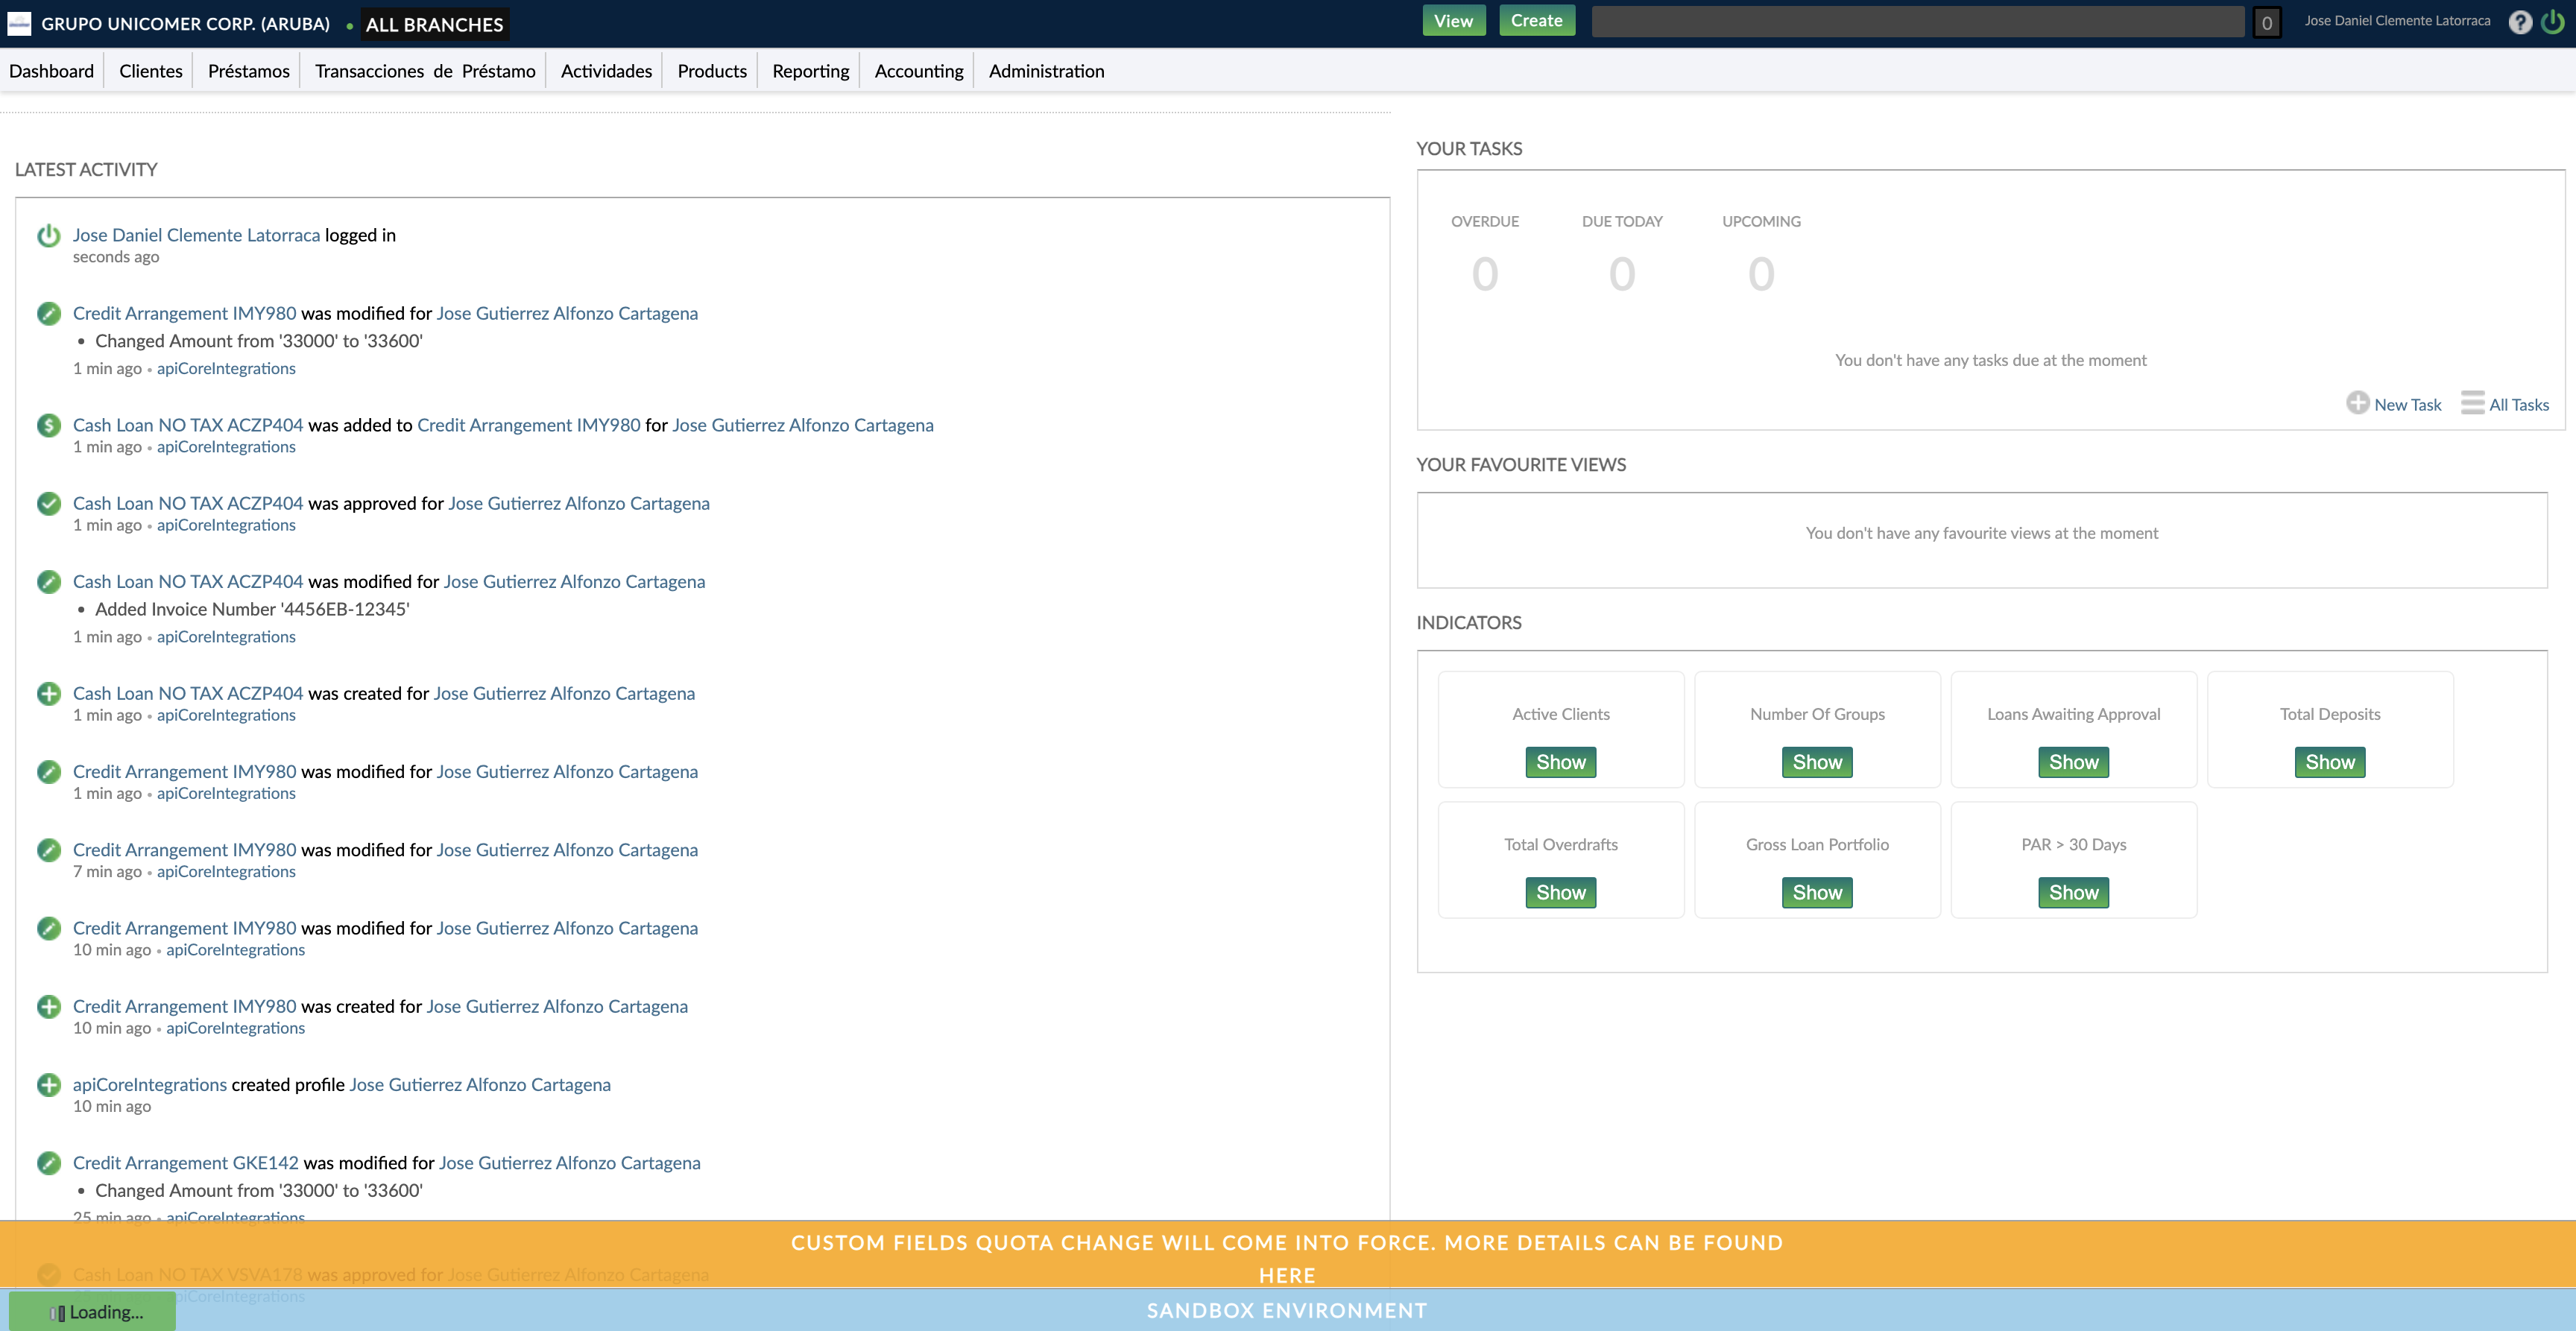 GRUPO UNICOMER CORP. (ARUBA) • ALL BRANCHES
View
Create
0
Jose Daniel Clemente Latorraca
?
Dashboard
Clientes
Préstamos
Transacciones de Préstamo
Actividades
Products
Reporting
Accounting
Administration
LATEST ACTIVITY
Jose Daniel Clemente Latorraca logged in
seconds ago
Credit Arrangement IMY980 was modified for Jose Gutierrez Alfonzo Cartagena
• Changed Amount from '33000' to '33600'
1 min ago • apiCoreIntegrations
Cash Loan NO TAX ACZP404 was added to Credit Arrangement IMY980 for Jose Gutierrez Alfonzo Cartagena
1 min ago • apiCoreIntegrations
Cash Loan NO TAX ACZP404 was approved for Jose Gutierrez Alfonzo Cartagena
1 min ago • apiCoreIntegrations
Cash Loan NO TAX ACZP404 was modified for Jose Gutierrez Alfonzo Cartagena
• Added Invoice Number '4456EB-12345'
1 min ago • apiCoreIntegrations
Cash Loan NO TAX ACZP404 was created for Jose Gutierrez Alfonzo Cartagena
1 min ago • apiCoreIntegrations
Credit Arrangement IMY980 was modified for Jose Gutierrez Alfonzo Cartagena
1 min ago • apiCoreIntegrations
Credit Arrangement IMY980 was modified for Jose Gutierrez Alfonzo Cartagena
7 min ago • apiCoreIntegrations
Credit Arrangement IMY980 was modified for Jose Gutierrez Alfonzo Cartagena
10 min ago • apiCoreIntegrations
Credit Arrangement IMY980 was created for Jose Gutierrez Alfonzo Cartagena
10 min ago • apiCoreIntegrations
apiCoreIntegrations created profile Jose Gutierrez Alfonzo Cartagena
10 min ago
Credit Arrangement GKE142 was modified for Jose Gutierrez Alfonzo Cartagena
• Changed Amount from '33000' to '33600'
25 min ago • apiCoreIntegrations
Cash Loan NO TAX VSVA178 was approved for Jose Gutierrez Alfonzo Cartagena
apiCoreIntegrations
YOUR TASKS
OVERDUE
DUE TODAY
UPCOMING
0
0
0
You don't have any tasks due at the moment
New Task
All Tasks
YOUR FAVOURITE VIEWS
You don't have any favourite views at the moment
INDICATORS
Active Clients
Show
Number Of Groups
Show
Loans Awaiting Approval
Show
Total Deposits
Show
Total Overdrafts
Show
Gross Loan Portfolio
Show
PAR > 30 Days
Show
CUSTOM FIELDS QUOTA CHANGE WILL COME INTO FORCE. MORE DETAILS CAN BE FOUND
HERE
Loading...
SANDBOX ENVIRONMENT